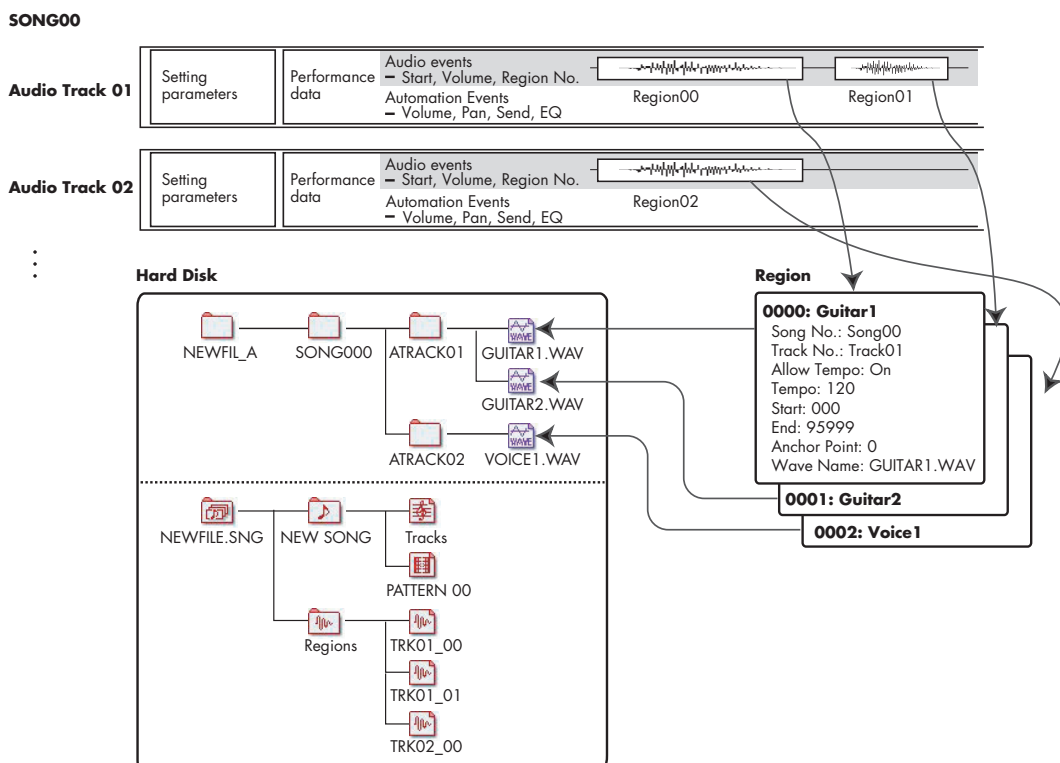 SONG00
Audio Track 01
Setting
parameters
Performance
data
Audio events
– Start, Volume, Region No.
Automation Events
– Volume, Pan, Send, EQ
Region00
Region01
Audio Track 02
Setting
parameters
Performance
data
Audio events
– Start, Volume, Region No.
Automation Events
– Volume, Pan, Send, EQ
Region02
Hard Disk
NEWFIL_A
SONG000
ATRACK01
WAVE
GUITAR1.WAV
WAVE
GUITAR2.WAV
ATRACK02
WAVE
VOICE1.WAV
NEWFILE.SNG
NEW SONG
Tracks
PATTERN 00
Regions
TRK01_00
TRK01_01
TRK02_00
Region
0000: Guitar1
Song No.: Song00
Track No.: Track01
Allow Tempo: On
Tempo: 120
Start: 000
End: 95999
Anchor Point: 0
Wave Name: GUITAR1.WAV
0001: Guitar2
0002: Voice1